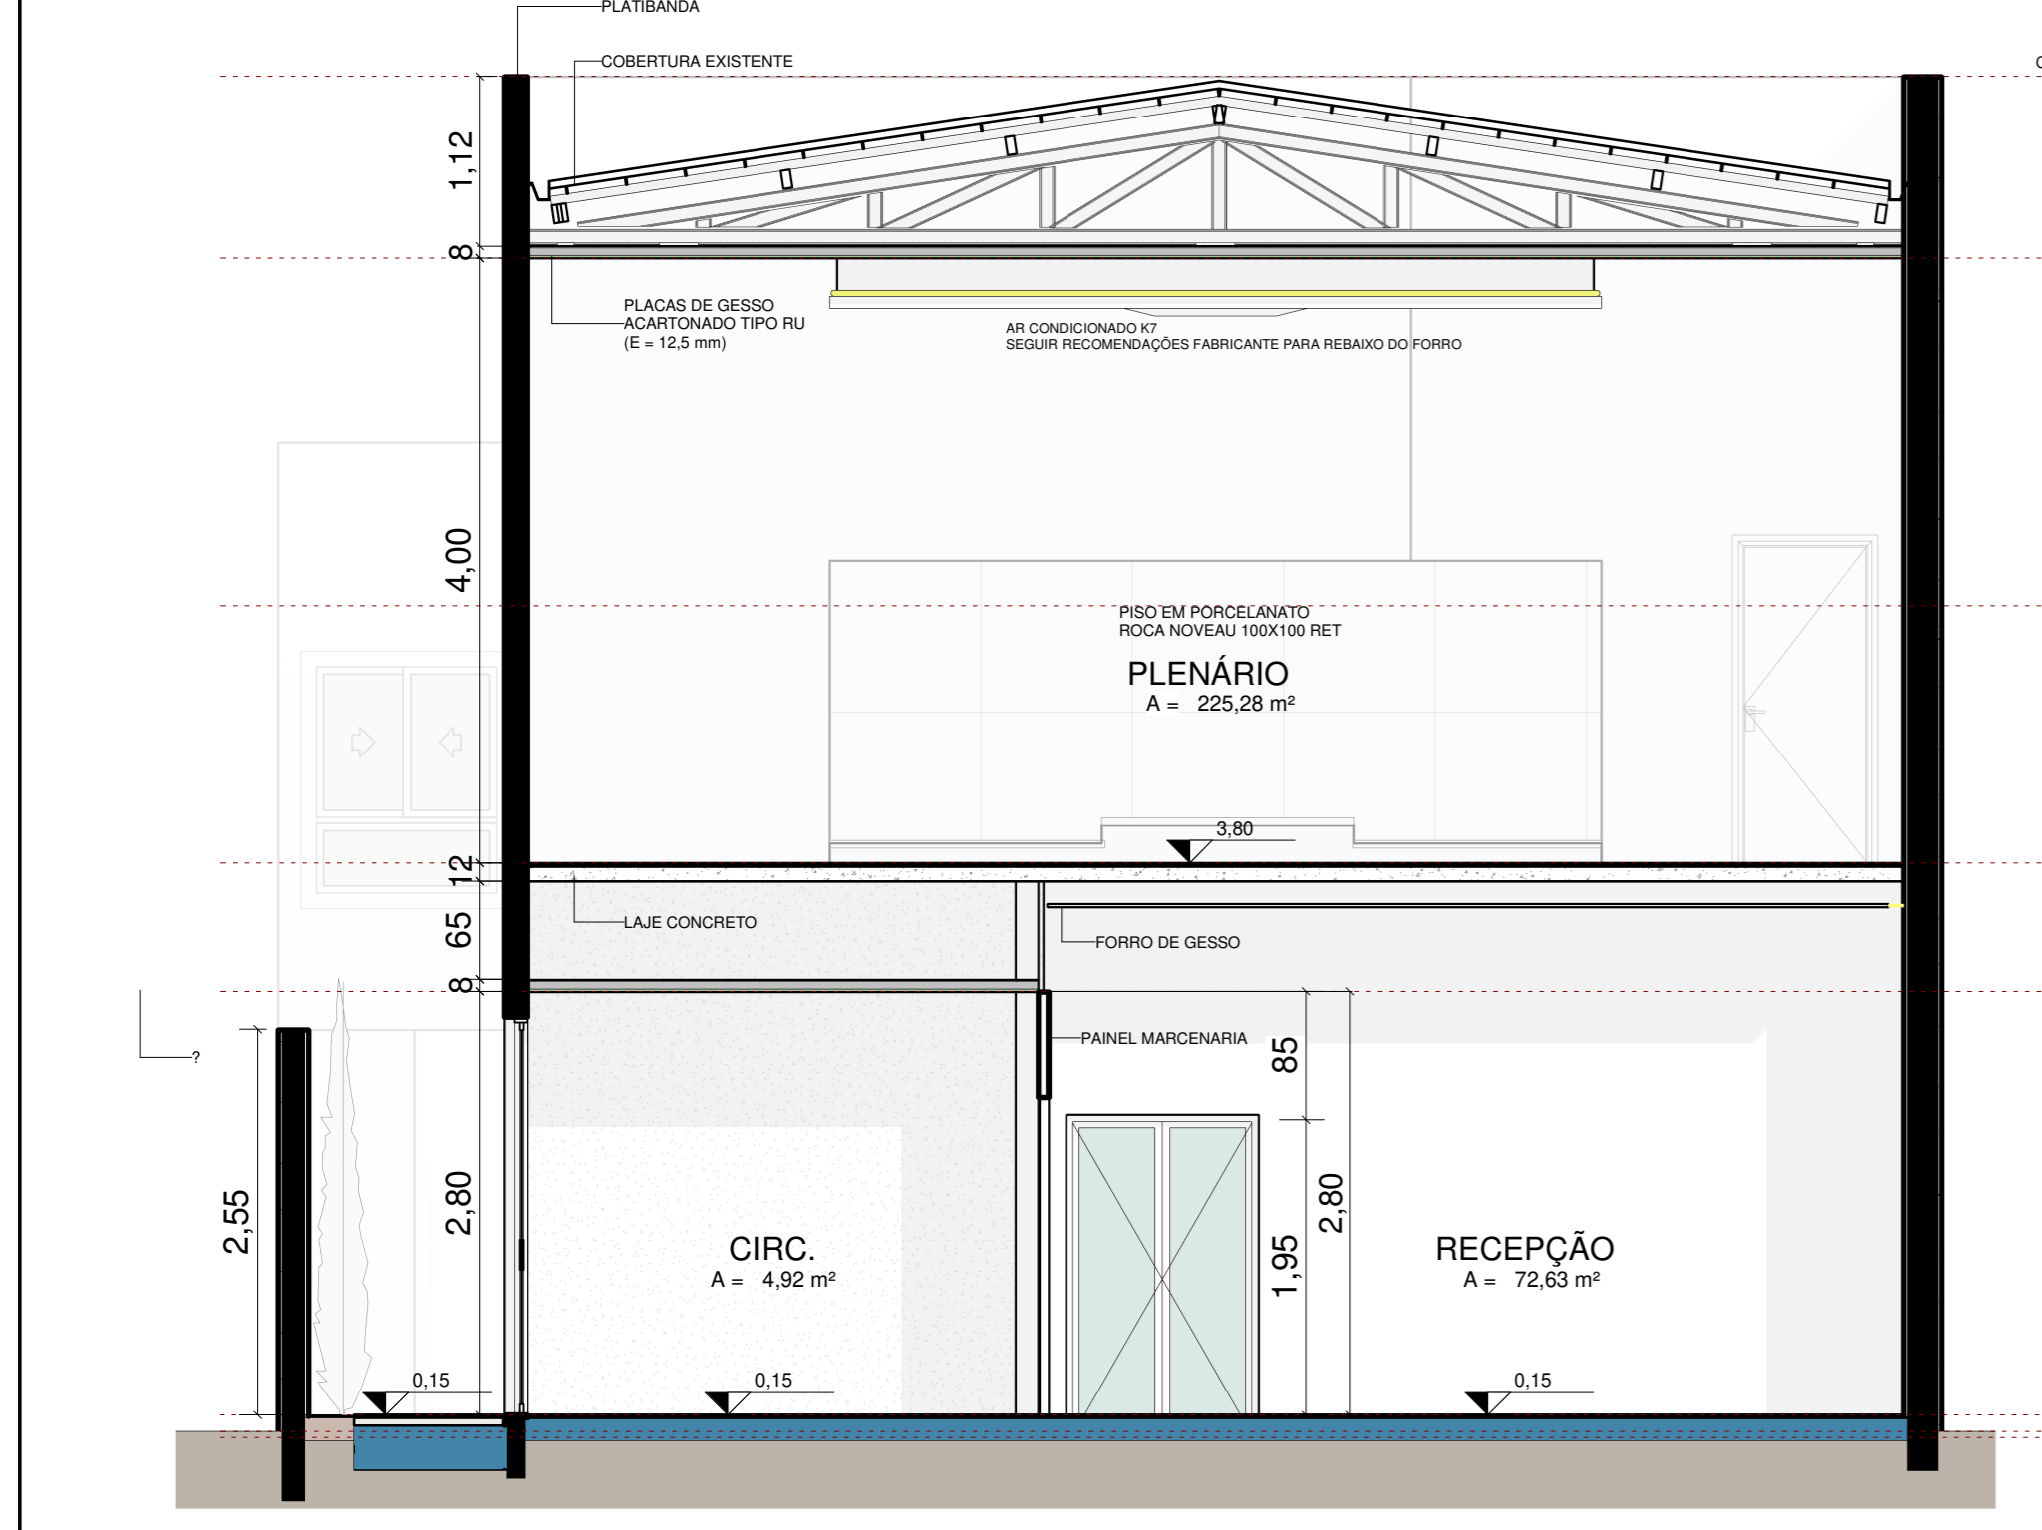 PLATIBANDA
COBERTURA EXISTENTE
1,12
8
PLACAS DE GESSO
ACARTONADO TIPO RU
(E = 12,5 mm)
AR CONDICIONADO K7
SEGUIR RECOMENDAÇÕES FABRICANTE PARA REBAIXO DO FORRO
4,00
PISO EM PORCELANATO
ROCA NOVEAU 100X100 RET
PLENÁRIO
A = 225,28 m²
3,80
12
LAJE CONCRETO
65
FORRO DE GESSO
8
?
PAINEL MARCENARIA
85
2,55
2,80
1,95
2,80
CIRC.
A = 4,92 m²
RECEPÇÃO
A = 72,63 m²
0,15
0,15
0,15